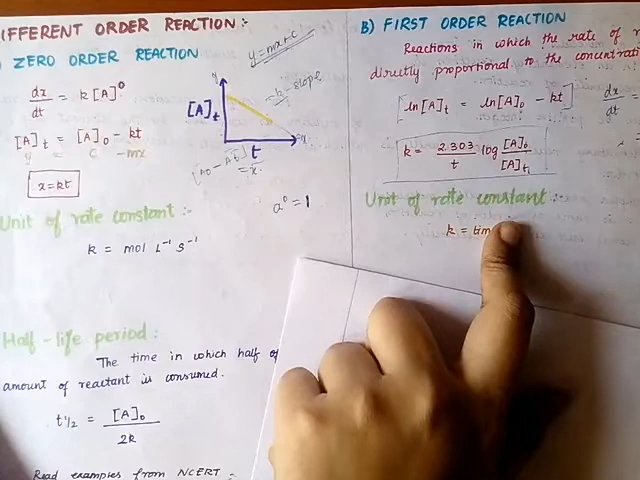 IFFERENT ORDER REACTION:-
ZERO ORDER REACTION
y = mx+c
dx/dt = k[A]⁰
[A]t = [A]₀ - kt
y = c - mx
x = kt
y
-k = slope
[A]t
t
x
[A₀ - At]
= x
a⁰ = 1
Unit of rate constant :-
k = mol L⁻¹ s⁻¹
Half-life period :
The time in which half of
amount of reactant is consumed.
t½ = [A]₀/2k
Read examples from NCERT :-
B) FIRST ORDER REACTION
Reactions in which the rate of
directly proportional to the concentrati
ln[A]t = ln[A]₀ - kt
dx/dt =
k = 2.303/t log [A]₀/[A]t
Unit of rate constant :-
k = tim